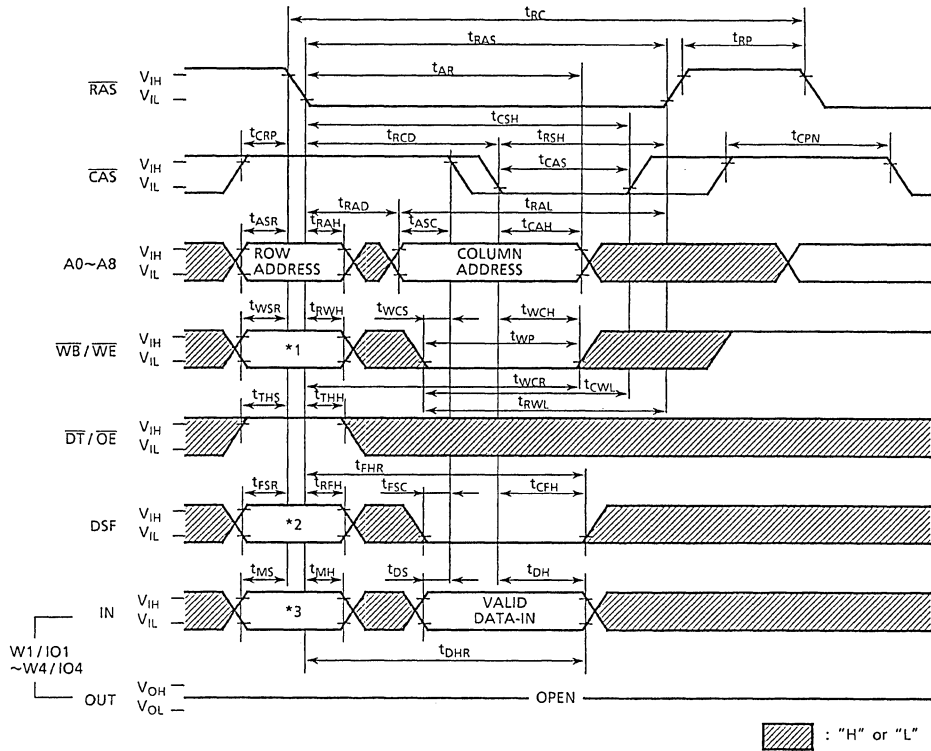 tRC
tRAS
tRP
tAR
RAS
VIH
VIL
tCSH
tCRP
tRCD
tRSH
tCPN
tCAS
CAS
VIH
VIL
tRAD
tRAL
tASR
tRAH
tASC
tCAH
A0~A8
VIH
VIL
ROW
ADDRESS
COLUMN
ADDRESS
tWSR
tRWH
tWCS
tWCH
tWP
WB/WE
VIH
VIL
*1
tWCR
tCWL
tRWL
tTHS
tTHH
DT/OE
VIH
VIL
tFHR
tFSR
tRFH
tFSC
tCFH
DSF
VIH
VIL
*2
tMS
tMH
tDS
tDH
IN
VIH
VIL
*3
VALID
DATA-IN
W1/IO1
~W4/IO4
tDHR
OUT
VOH
VOL
OPEN
: "H" or "L"